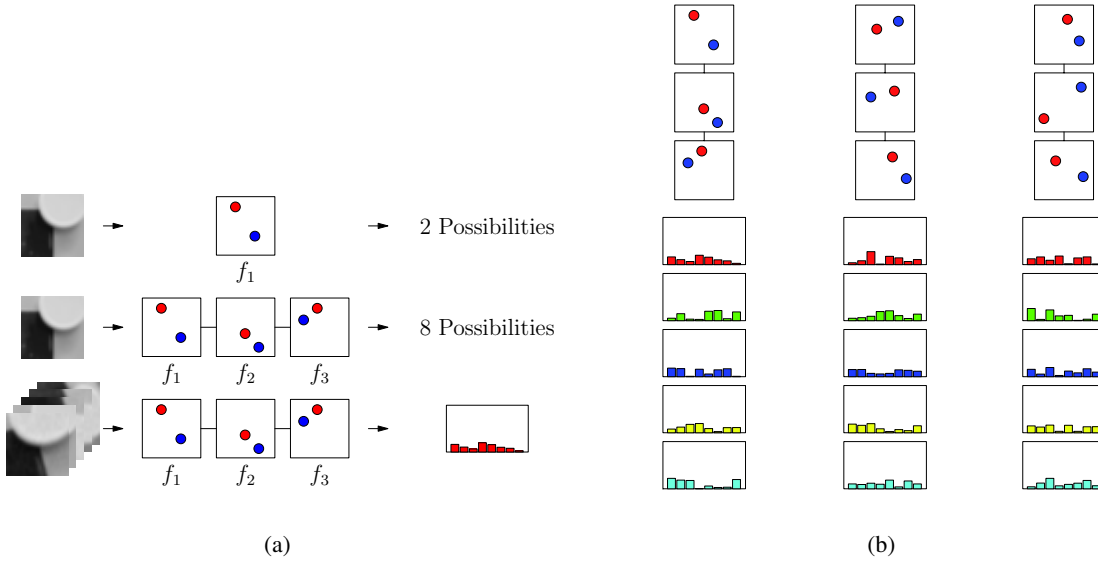 2 Possibilities
f1
8 Possibilities
f1 f2 f3
f1 f2 f3
(a) (b)